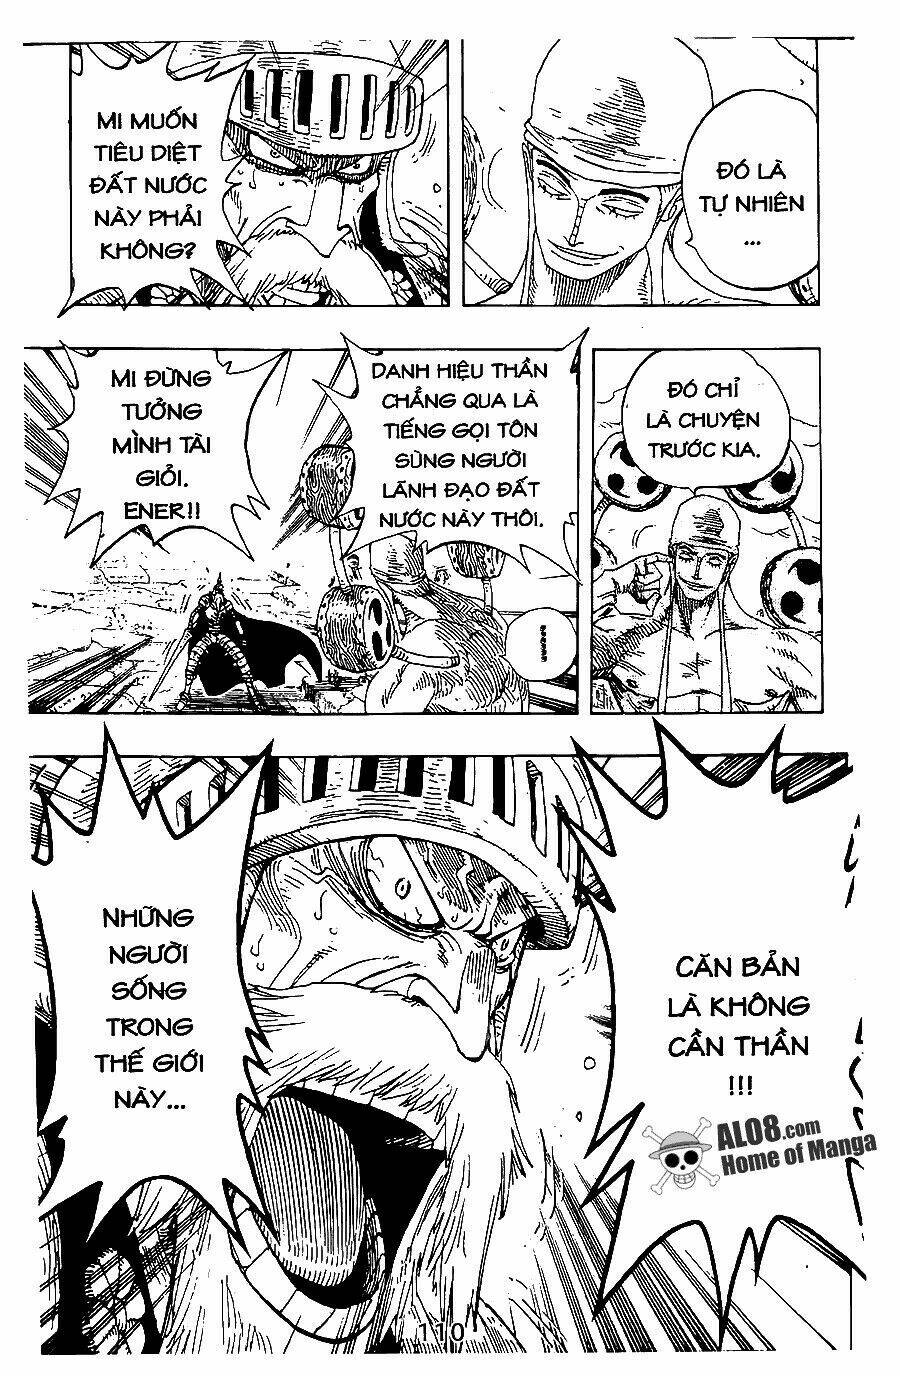 MI MUỐN
TIÊU DIỆT
ĐẤT NƯỚC
NÀY PHẢI
KHÔNG?
ĐÓ LÀ
TỰ NHIÊN
...
MI ĐỪNG
TƯỞNG
MÌNH TÀI
GIỎI.
ENER!!
DANH HIỆU THẦN
CHẲNG QUA LÀ
TIẾNG GỌI TÔN
SÙNG NGƯỜI
LÃNH ĐẠO ĐẤT
NƯỚC NÀY THÔI.
ĐÓ CHỈ
LÀ CHUYỆN
TRƯỚC KIA.
NHỮNG
NGƯỜI
SỐNG
TRONG
THẾ GIỚI
NÀY...
CĂN BẢN
LÀ KHÔNG
CẦN THẦN
!!!
AL08.com
Home of Manga
110